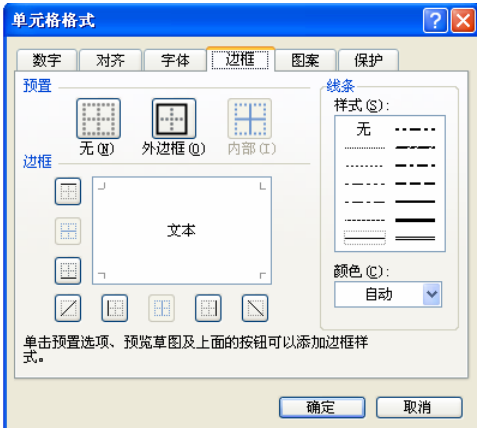 单元格格式
数字 对齐 字体 边框 图案 保护
预置
无(N) 外边框(O) 内部(I)
边框
文本
线条
样式(S):
无
颜色(C):
自动
单击预置选项、预览草图及上面的按钮可以添加边框样
式。
确定 取消